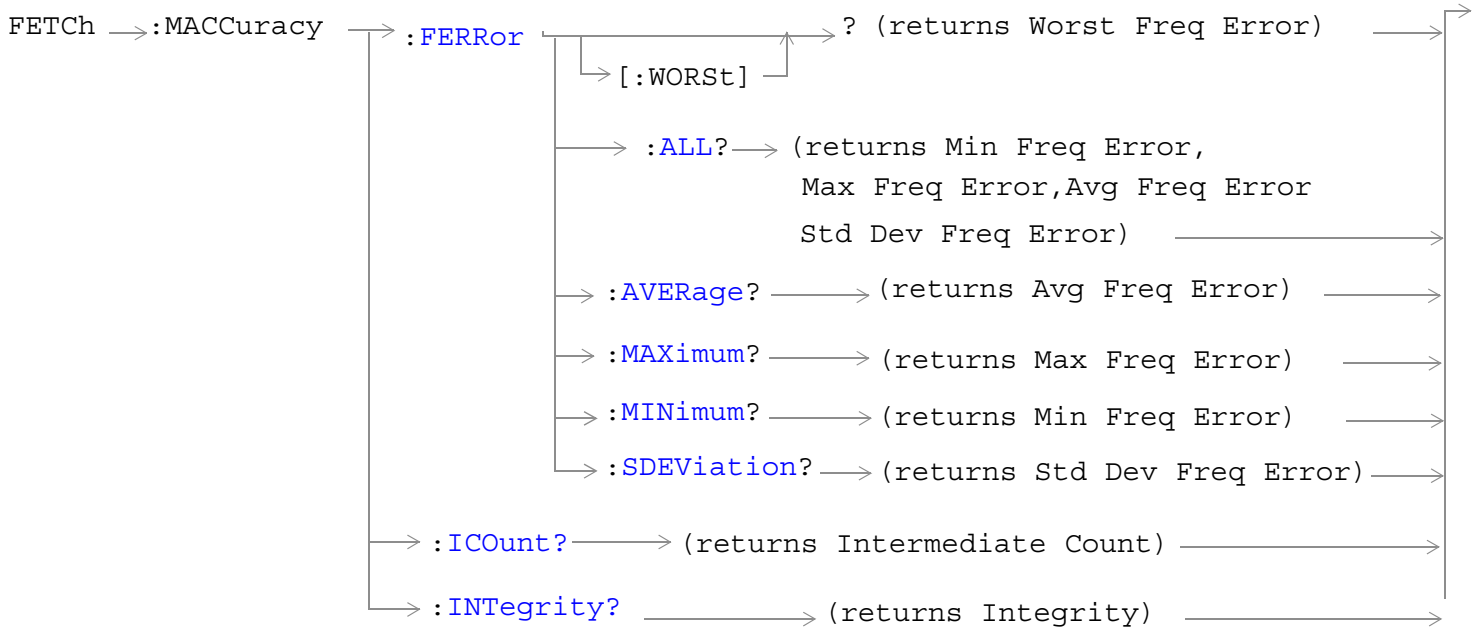 FETCh :MACCuracy :FERRor ? (returns Worst Freq Error)
[:WORSt]
:ALL? (returns Min Freq Error,
Max Freq Error,Avg Freq Error
Std Dev Freq Error)
:AVERage? (returns Avg Freq Error)
:MAXimum? (returns Max Freq Error)
:MINimum? (returns Min Freq Error)
:SDEViation? (returns Std Dev Freq Error)
:ICOunt? (returns Intermediate Count)
:INTegrity? (returns Integrity)